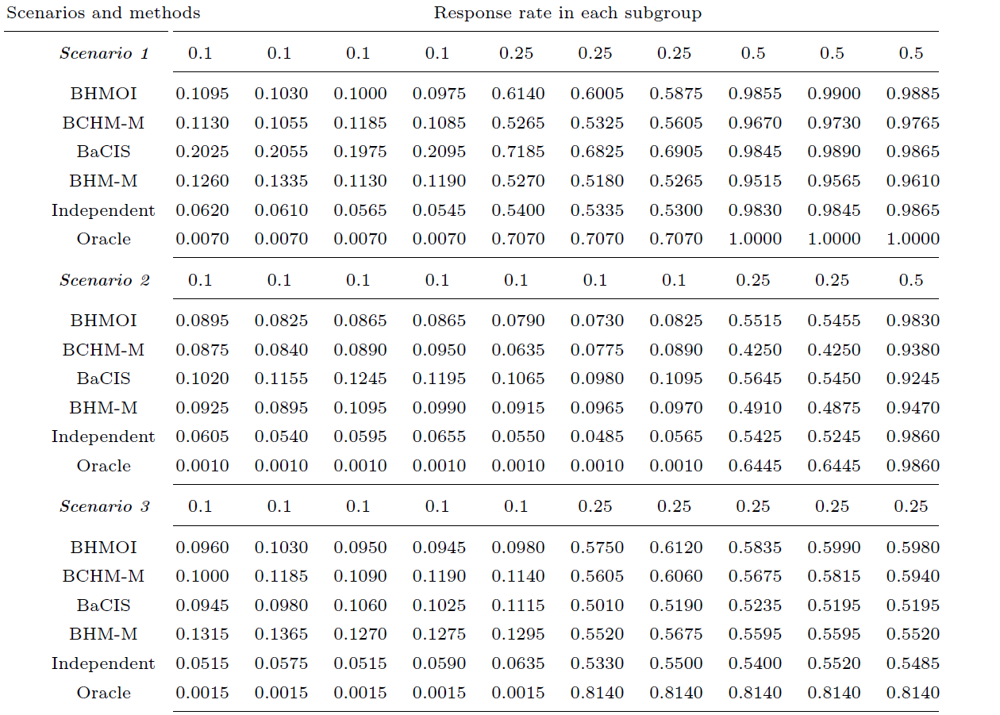 Scenarios and methods Response rate in each subgroup
Scenario 1 0.1 0.1 0.1 0.1 0.25 0.25 0.25 0.5 0.5 0.5
BHMOI 0.1095 0.1030 0.1000 0.0975 0.6140 0.6005 0.5875 0.9855 0.9900 0.9885
BCHM-M 0.1130 0.1055 0.1185 0.1085 0.5265 0.5325 0.5605 0.9670 0.9730 0.9765
BaCIS 0.2025 0.2055 0.1975 0.2095 0.7185 0.6825 0.6905 0.9845 0.9890 0.9865
BHM-M 0.1260 0.1335 0.1130 0.1190 0.5270 0.5180 0.5265 0.9515 0.9565 0.9610
Independent 0.0620 0.0610 0.0565 0.0545 0.5400 0.5335 0.5300 0.9830 0.9845 0.9865
Oracle 0.0070 0.0070 0.0070 0.0070 0.7070 0.7070 0.7070 1.0000 1.0000 1.0000
Scenario 2 0.1 0.1 0.1 0.1 0.1 0.1 0.1 0.25 0.25 0.5
BHMOI 0.0895 0.0825 0.0865 0.0865 0.0790 0.0730 0.0825 0.5515 0.5455 0.9830
BCHM-M 0.0875 0.0840 0.0890 0.0950 0.0635 0.0775 0.0890 0.4250 0.4250 0.9380
BaCIS 0.1020 0.1155 0.1245 0.1195 0.1065 0.0980 0.1095 0.5645 0.5450 0.9245
BHM-M 0.0925 0.0895 0.1095 0.0990 0.0915 0.0965 0.0970 0.4910 0.4875 0.9470
Independent 0.0605 0.0540 0.0595 0.0655 0.0550 0.0485 0.0565 0.5425 0.5245 0.9860
Oracle 0.0010 0.0010 0.0010 0.0010 0.0010 0.0010 0.0010 0.6445 0.6445 0.9860
Scenario 3 0.1 0.1 0.1 0.1 0.1 0.25 0.25 0.25 0.25 0.25
BHMOI 0.0960 0.1030 0.0950 0.0945 0.0980 0.5750 0.6120 0.5835 0.5990 0.5980
BCHM-M 0.1000 0.1185 0.1090 0.1190 0.1140 0.5605 0.6060 0.5675 0.5815 0.5940
BaCIS 0.0945 0.0980 0.1060 0.1025 0.1115 0.5010 0.5190 0.5235 0.5195 0.5195
BHM-M 0.1315 0.1365 0.1270 0.1275 0.1295 0.5520 0.5675 0.5595 0.5595 0.5520
Independent 0.0515 0.0575 0.0515 0.0590 0.0635 0.5330 0.5500 0.5400 0.5520 0.5485
Oracle 0.0015 0.0015 0.0015 0.0015 0.0015 0.8140 0.8140 0.8140 0.8140 0.8140